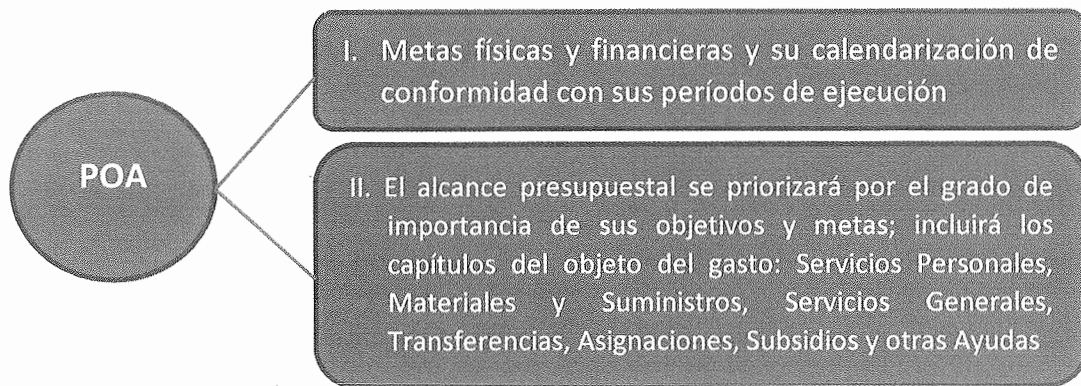 POA
I. Metas físicas y financieras y su calendarización de
conformidad con sus períodos de ejecución
II. El alcance presupuestal se priorizará por el grado de
importancia de sus objetivos y metas; incluirá los
capítulos del objeto del gasto: Servicios Personales,
Materiales y Suministros, Servicios Generales,
Transferencias, Asignaciones, Subsidios y otras Ayudas